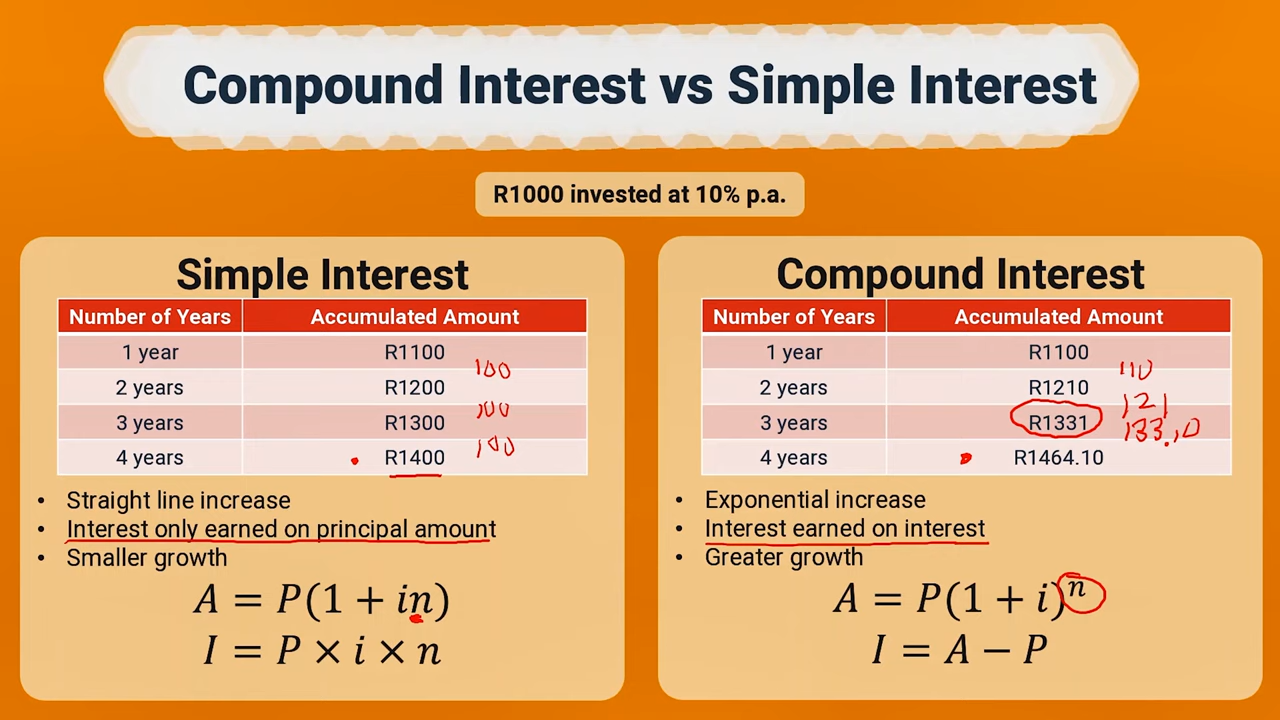 Compound Interest vs Simple Interest
R1000 invested at 10% p.a.
Simple Interest
Number of Years Accumulated Amount
1 year R1100
100
2 years R1200
100
3 years R1300
100
4 years R1400
• Straight line increase
• Interest only earned on principal amount
• Smaller growth
A = P(1 + in)
I = P × i × n
Compound Interest
Number of Years Accumulated Amount
1 year R1100
110
2 years R1210
121
3 years R1331
133.10
4 years R1464.10
• Exponential increase
• Interest earned on interest
• Greater growth
A = P(1 + i)ⁿ
I = A − P